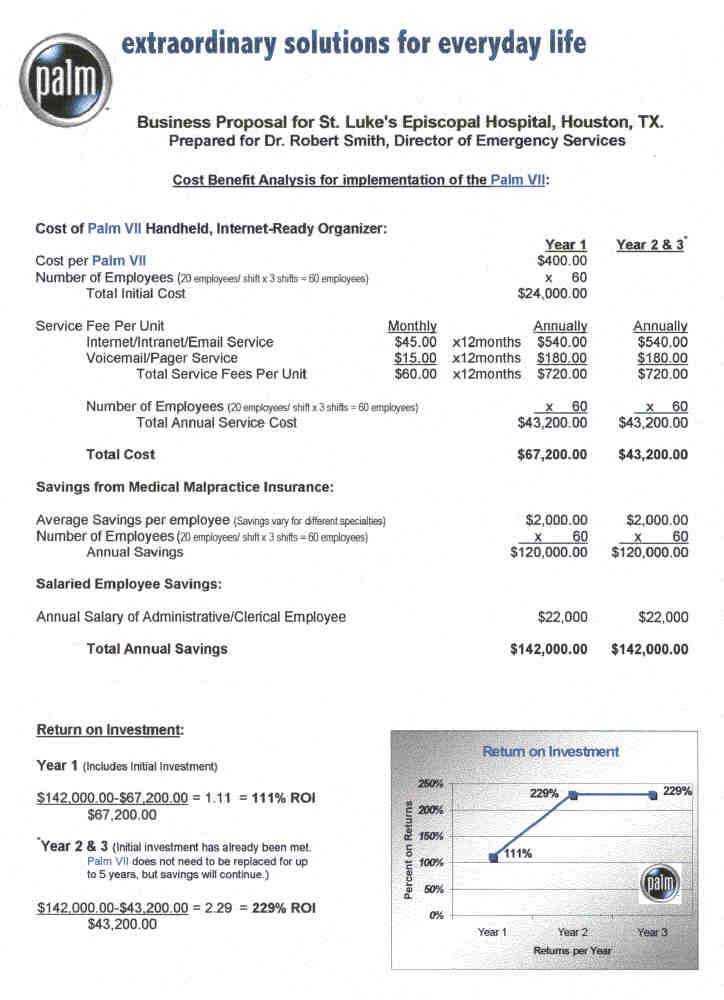 palm
extraordinary solutions for everyday life
Business Proposal for St. Luke's Episcopal Hospital, Houston, TX.
Prepared for Dr. Robert Smith, Director of Emergency Services
Cost Benefit Analysis for implementation of the Palm VII:
Cost of Palm VII Handheld, Internet-Ready Organizer:
Year 1 Year 2 & 3*
Cost per Palm VII $400.00
Number of Employees (20 employees/ shift x 3 shifts = 60 employees) x 60
Total Initial Cost $24,000.00
Service Fee Per Unit Monthly Annually Annually
Internet/Intranet/Email Service $45.00 x12months $540.00 $540.00
Voicemail/Pager Service $15.00 x12months $180.00 $180.00
Total Service Fees Per Unit $60.00 x12months $720.00 $720.00
Number of Employees (20 employees/ shift x 3 shifts = 60 employees) x 60 x 60
Total Annual Service Cost $43,200.00 $43,200.00
Total Cost $67,200.00 $43,200.00
Savings from Medical Malpractice Insurance:
Average Savings per employee (Savings vary for different specialties) $2,000.00 $2,000.00
Number of Employees (20 employees/ shift x 3 shifts = 60 employees) x 60 x 60
Annual Savings $120,000.00 $120,000.00
Salaried Employee Savings:
Annual Salary of Administrative/Clerical Employee $22,000 $22,000
Total Annual Savings $142,000.00 $142,000.00
Return on Investment:
Year 1 (Includes Initial Investment)
$142,000.00-$67,200.00 = 1.11 = 111% ROI
$67,200.00
*Year 2 & 3 (Initial investment has already been met.
Palm VII does not need to be replaced for up
to 5 years, but savings will continue.)
$142,000.00-$43,200.00 = 2.29 = 229% ROI
$43,200.00
Return on Investment
Percent on Returns
250%
200%
150%
100%
50%
0%
111%
229%
229%
palm
Year 1 Year 2 Year 3
Returns per Year